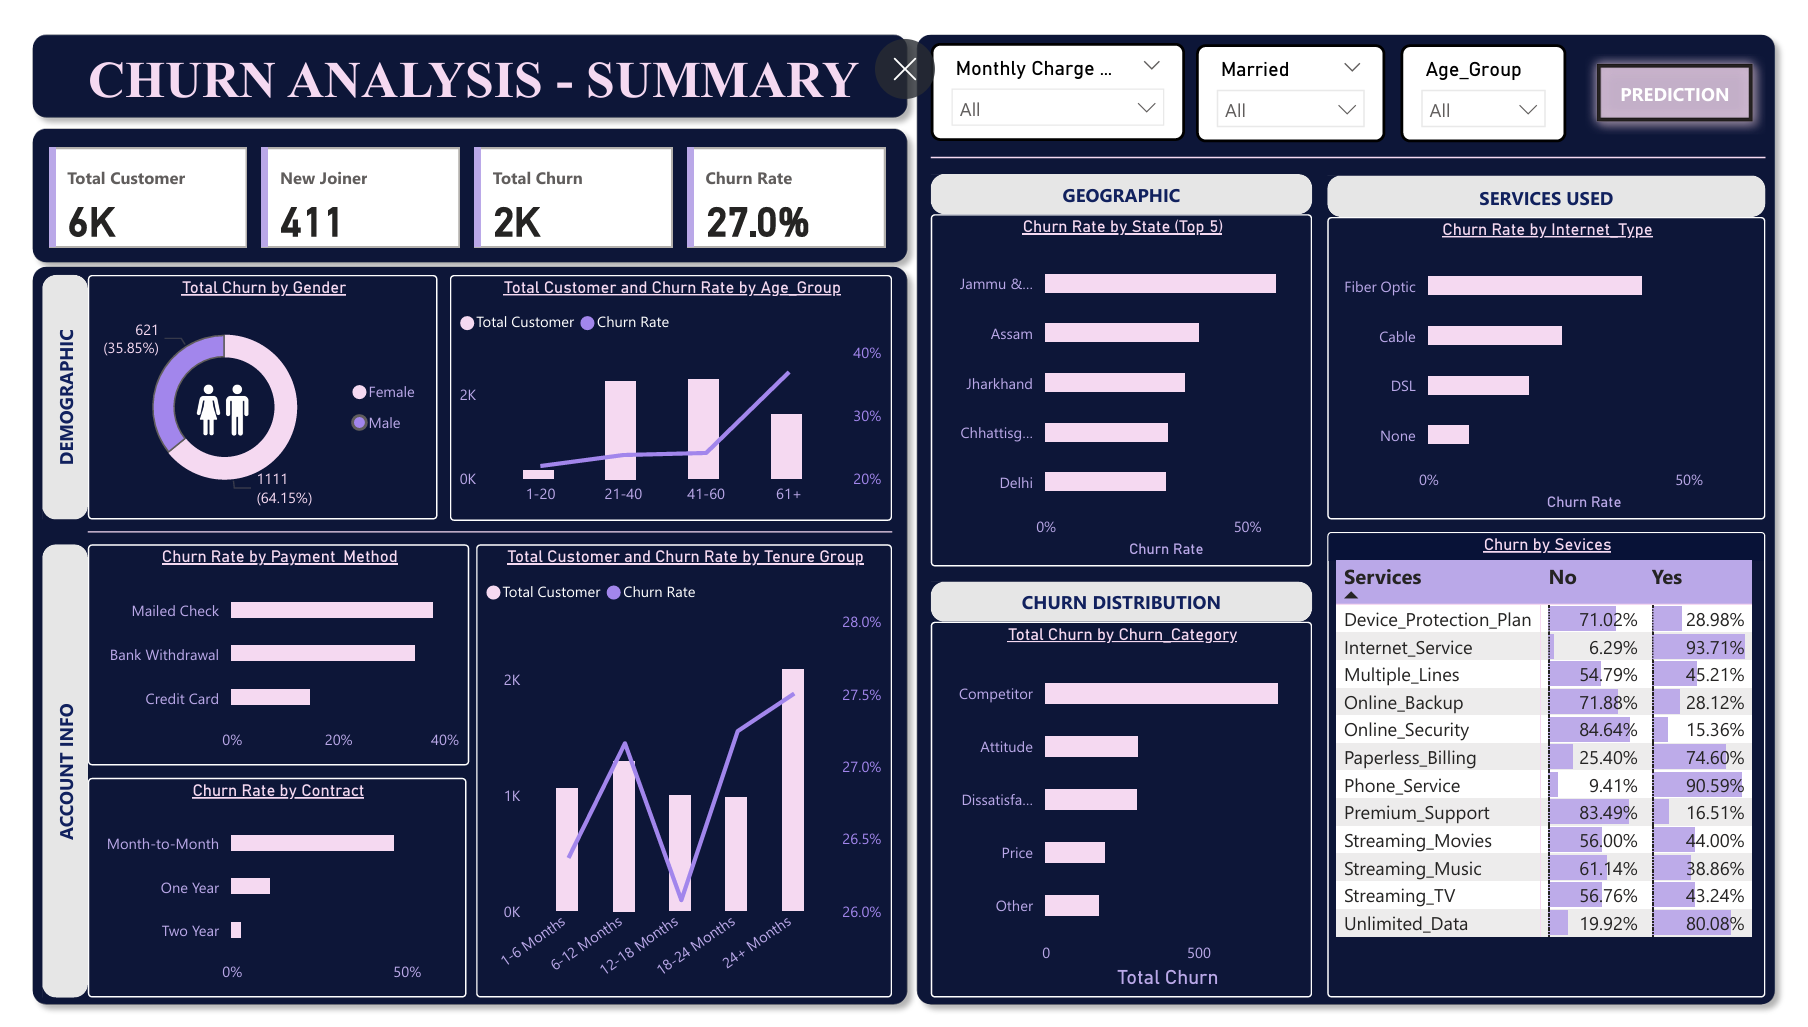 CHURN ANALYSIS - SUMMARY
Monthly Charge ...
All
Married
All
Age_Group
All
PREDICTION
Total Customer
6K
New Joiner
411
Total Churn
2K
Churn Rate
27.0%
DEMOGRAPHIC
Total Churn by Gender
621
(35.85%)
Female
Male
1111
(64.15%)
Total Customer and Churn Rate by Age_Group
Total Customer
Churn Rate
2K
0K
40%
30%
20%
1-20
21-40
41-60
61+
ACCOUNT INFO
Churn Rate by Payment_Method
Mailed Check
Bank Withdrawal
Credit Card
0%
20%
40%
Churn Rate by Contract
Month-to-Month
One Year
Two Year
0%
50%
Total Customer and Churn Rate by Tenure Group
Total Customer
Churn Rate
2K
1K
0K
28.0%
27.5%
27.0%
26.5%
26.0%
1-6 Months
6-12 Months
12-18 Months
18-24 Months
24+ Months
GEOGRAPHIC
Churn Rate by State (Top 5)
Jammu &...
Assam
Jharkhand
Chhattisg...
Delhi
0%
50%
Churn Rate
CHURN DISTRIBUTION
Total Churn by Churn_Category
Competitor
Attitude
Dissatisfa...
Price
Other
0
500
Total Churn
SERVICES USED
Churn Rate by Internet_Type
Fiber Optic
Cable
DSL
None
0%
50%
Churn Rate
Churn by Sevices
Services No Yes
Device_Protection_Plan 71.02% 28.98%
Internet_Service 6.29% 93.71%
Multiple_Lines 54.79% 45.21%
Online_Backup 71.88% 28.12%
Online_Security 84.64% 15.36%
Paperless_Billing 25.40% 74.60%
Phone_Service 9.41% 90.59%
Premium_Support 83.49% 16.51%
Streaming_Movies 56.00% 44.00%
Streaming_Music 61.14% 38.86%
Streaming_TV 56.76% 43.24%
Unlimited_Data 19.92% 80.08%